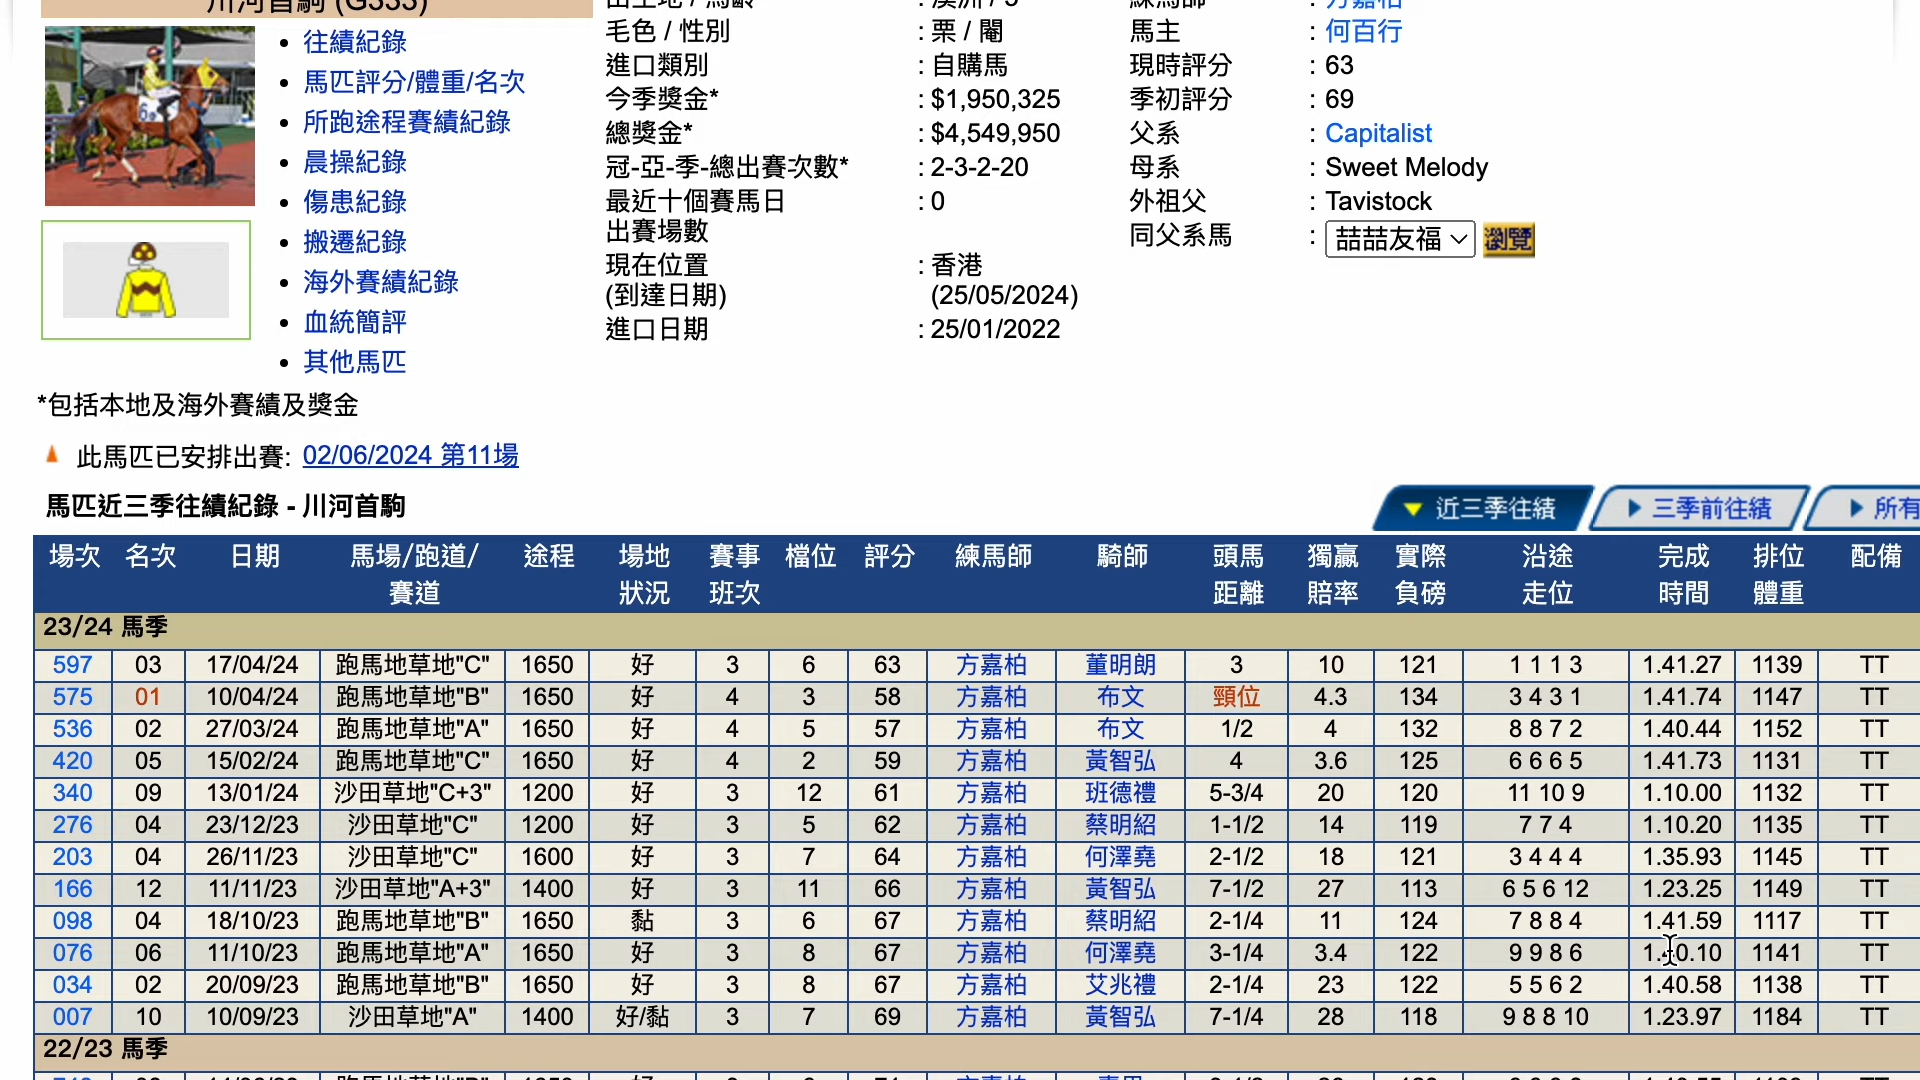 川河首駒 (G333)
往績紀錄
馬匹評分/體重/名次
所跑途程賽績紀錄
晨操紀錄
傷患紀錄
搬遷紀錄
海外賽績紀錄
血統簡評
其他馬匹
出生地 / 馬齡 : 澳洲 / 5
毛色 / 性別 : 栗 / 閹
進口類別 : 自購馬
今季獎金* : $1,950,325
總獎金* : $4,549,950
冠-亞-季-總出賽次數* : 2-3-2-20
最近十個賽馬日 : 0
出賽場數
現在位置 : 香港
(到達日期) (25/05/2024)
進口日期 : 25/01/2022
練馬師 : 方嘉柏
馬主 : 何百行
現時評分 : 63
季初評分 : 69
父系 : Capitalist
母系 : Sweet Melody
外祖父 : Tavistock
同父系馬 : 喆喆友福 瀏覽
*包括本地及海外賽績及獎金
此馬匹已安排出賽: 02/06/2024 第11場
馬匹近三季往績紀錄 - 川河首駒
近三季往績 三季前往績 所有
場次 名次 日期 馬場/跑道/ 途程 場地 賽事 檔位 評分 練馬師 騎師 頭馬 獨贏 實際 沿途 完成 排位 配備
賽道 狀況 班次 距離 賠率 負磅 走位 時間 體重
23/24 馬季
597 03 17/04/24 跑馬地草地"C" 1650 好 3 6 63 方嘉柏 董明朗 3 10 121 1 1 1 3 1.41.27 1139 TT
575 01 10/04/24 跑馬地草地"B" 1650 好 4 3 58 方嘉柏 布文 頸位 4.3 134 3 4 3 1 1.41.74 1147 TT
536 02 27/03/24 跑馬地草地"A" 1650 好 4 5 57 方嘉柏 布文 1/2 4 132 8 8 7 2 1.40.44 1152 TT
420 05 15/02/24 跑馬地草地"C" 1650 好 4 2 59 方嘉柏 黃智弘 4 3.6 125 6 6 6 5 1.41.73 1131 TT
340 09 13/01/24 沙田草地"C+3" 1200 好 3 12 61 方嘉柏 班德禮 5-3/4 20 120 11 10 9 1.10.00 1132 TT
276 04 23/12/23 沙田草地"C" 1200 好 3 5 62 方嘉柏 蔡明紹 1-1/2 14 119 7 7 4 1.10.20 1135 TT
203 04 26/11/23 沙田草地"C" 1600 好 3 7 64 方嘉柏 何澤堯 2-1/2 18 121 3 4 4 4 1.35.93 1145 TT
166 12 11/11/23 沙田草地"A+3" 1400 好 3 11 66 方嘉柏 黃智弘 7-1/2 27 113 6 5 6 12 1.23.25 1149 TT
098 04 18/10/23 跑馬地草地"B" 1650 黏 3 6 67 方嘉柏 蔡明紹 2-1/4 11 124 7 8 8 4 1.41.59 1117 TT
076 06 11/10/23 跑馬地草地"A" 1650 好 3 8 67 方嘉柏 何澤堯 3-1/4 3.4 122 9 9 8 6 1.40.10 1141 TT
034 02 20/09/23 跑馬地草地"B" 1650 好 3 8 67 方嘉柏 艾兆禮 2-1/4 23 122 5 5 6 2 1.40.58 1138 TT
007 10 10/09/23 沙田草地"A" 1400 好/黏 3 7 69 方嘉柏 黃智弘 7-1/4 28 118 9 8 8 10 1.23.97 1184 TT
22/23 馬季